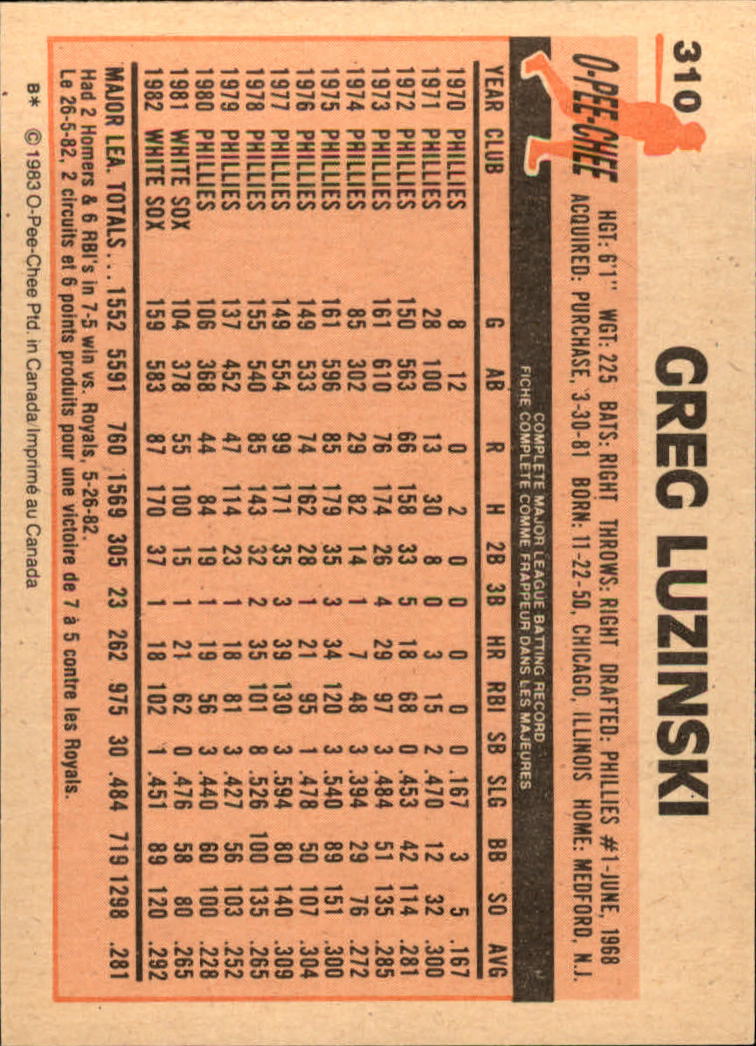 310
GREG LUZINSKI
O-PEE-CHEE
HGT: 6'1" WGT: 225 BATS: RIGHT THROWS: RIGHT DRAFTED: PHILLIES #1-JUNE, 1968
ACQUIRED: PURCHASE, 3-30-81 BORN: 11-22-50, CHICAGO, ILLINOIS HOME: MEDFORD, N.J.
COMPLETE MAJOR LEAGUE BATTING RECORD
FICHE COMPLETE COMME FRAPPEUR DANS LES MAJEURES
YEAR CLUB G AB R H 2B 3B HR RBI SB SLG BB SO AVG
1970 PHILLIES 8 12 0 2 0 0 0 0 0 .167 3 5 .167
1971 PHILLIES 28 100 13 30 8 0 3 15 2 .470 12 32 .300
1972 PHILLIES 150 563 66 158 33 5 18 68 0 .453 42 114 .281
1973 PHILLIES 161 610 76 174 26 4 29 97 3 .484 51 135 .285
1974 PHILLIES 85 302 29 82 14 1 7 48 3 .394 29 76 .272
1975 PHILLIES 161 596 85 179 35 3 34 120 3 .540 89 151 .300
1976 PHILLIES 149 533 74 162 28 1 21 95 1 .478 50 107 .304
1977 PHILLIES 149 554 99 171 35 3 39 130 3 .594 80 140 .309
1978 PHILLIES 155 540 85 143 32 2 35 101 8 .526 100 135 .265
1979 PHILLIES 137 452 47 114 23 1 18 81 3 .427 56 103 .252
1980 PHILLIES 106 368 44 84 19 1 19 56 3 .440 60 100 .228
1981 WHITE SOX 104 378 55 100 15 1 21 62 0 .476 58 80 .265
1982 WHITE SOX 159 583 87 170 37 1 18 102 1 .451 89 120 .292
MAJOR LEA. TOTALS... 1552 5591 760 1569 305 23 262 975 30 .484 719 1298 .281
Had 2 Homers & 6 RBI's in 7-5 win vs. Royals, 5-26-82.
Le 26-5-82, 2 circuits et 6 points produits pour une victoire de 7 à 5 contre les Royals.
B* © 1983 O-Pee-Chee Ptd. in Canada/Imprimé au Canada